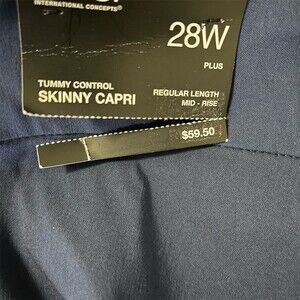 INTERNATIONAL CONCEPTS®
28W
PLUS
TUMMY CONTROL
SKINNY CAPRI
REGULAR LENGTH
MID - RISE
$59.50